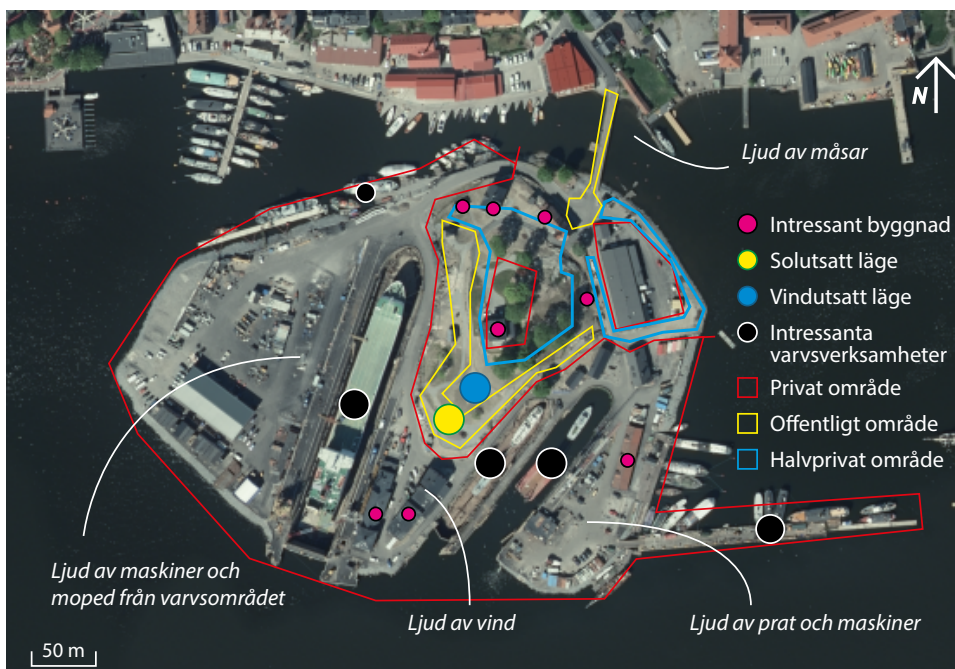 N
Ljud av måsar
Intressant byggnad
Solutsatt läge
Vindutsatt läge
Intressanta
varvsverksamheter
Privat område
Offentligt område
Halvprivat område
Ljud av maskiner och
moped från varvsområdet
Ljud av vind
Ljud av prat och maskiner
50 m